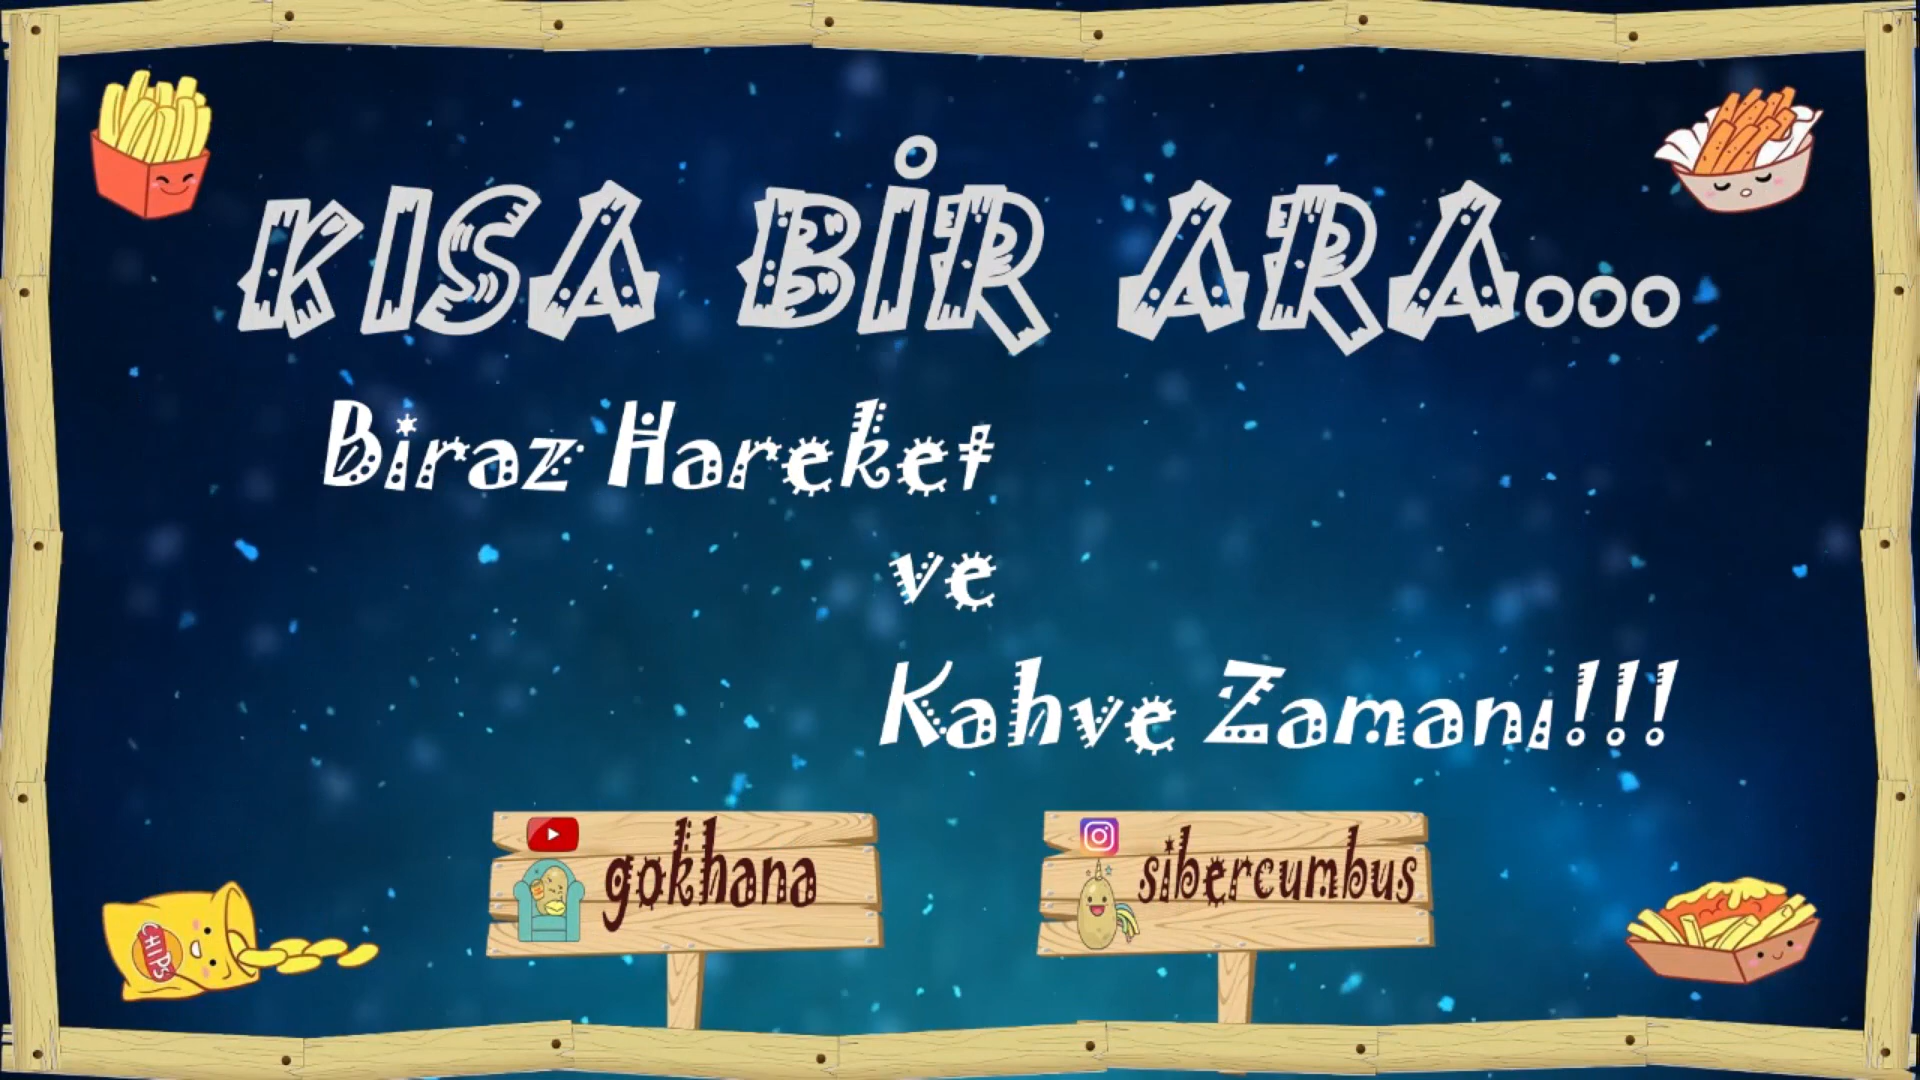 KISA BİR ARA...
Biraz Hareket
ve
Kahve Zamanı!!!
gokhana
sibercumbus
CHIPS